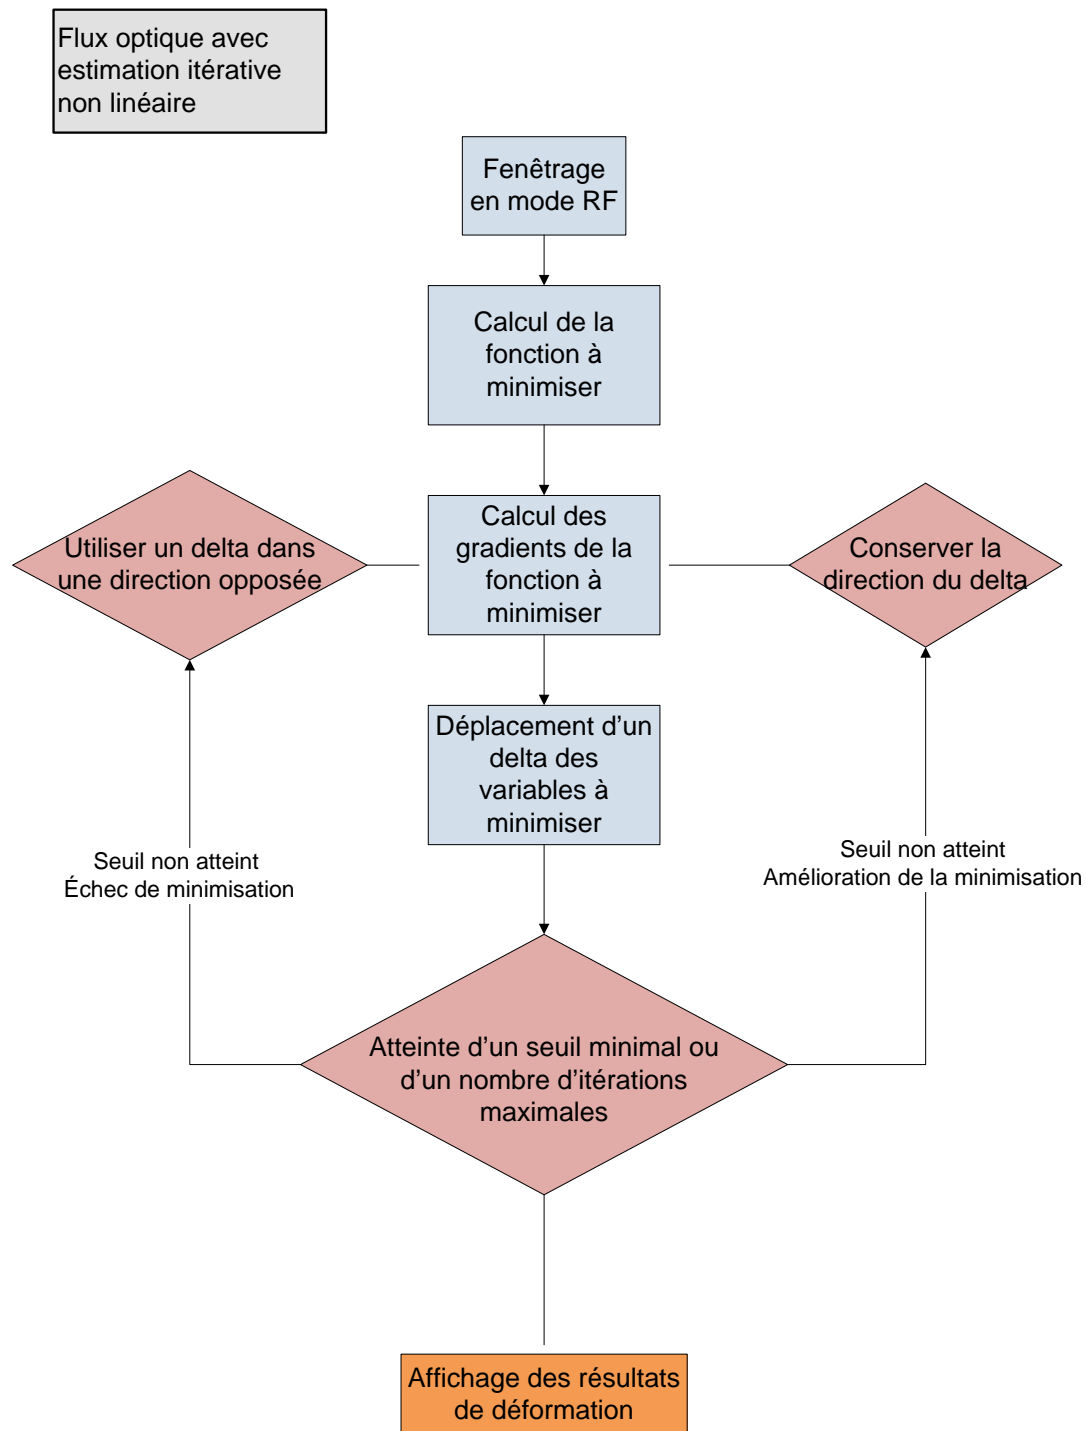 Flux optique avec
estimation itérative
non linéaire
Fenêtrage
en mode RF
Calcul de la
fonction à
minimiser
Utiliser un delta dans
une direction opposée
Calcul des
gradients de la
fonction à
minimiser
Conserver la
direction du delta
Déplacement d’un
delta des
variables à
minimiser
Seuil non atteint
Échec de minimisation
Seuil non atteint
Amélioration de la minimisation
Atteinte d’un seuil minimal ou
d’un nombre d’itérations
maximales
Affichage des résultats
de déformation